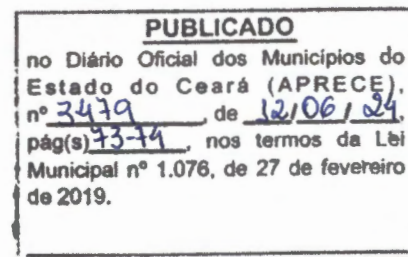 PUBLICADO
no Diário Oficial dos Municípios do
Estado do Ceará (APRECE),
nº 3479, de 12/06/24,
pág(s) 73-74, nos termos da Lei
Municipal nº 1.076, de 27 de fevereiro
de 2019.